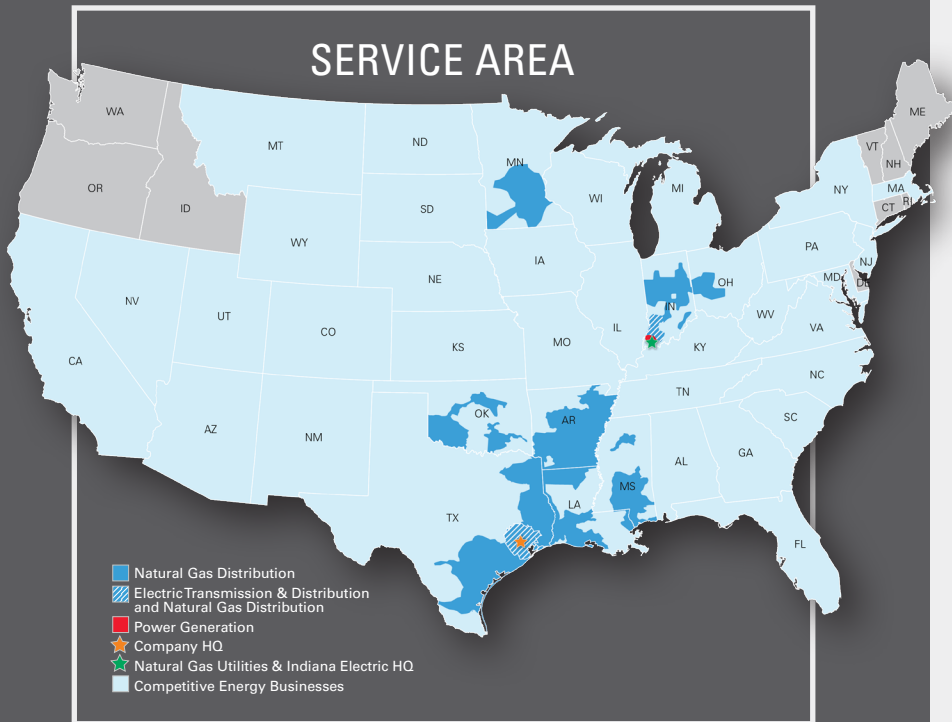 SERVICE AREA
WA
MT
ND
MN
ME
VT
NH
OR
ID
SD
WI
MI
NY
MA
CT
RI
WY
IA
PA
NE
NJ
OH
MD
DE
NV
UT
CO
IN
IL
WV
VA
CA
KS
MO
KY
NC
TN
AZ
NM
OK
AR
SC
AL
GA
MS
TX
LA
FL
Natural Gas Distribution
Electric Transmission & Distribution
and Natural Gas Distribution
Power Generation
Company HQ
Natural Gas Utilities & Indiana Electric HQ
Competitive Energy Businesses